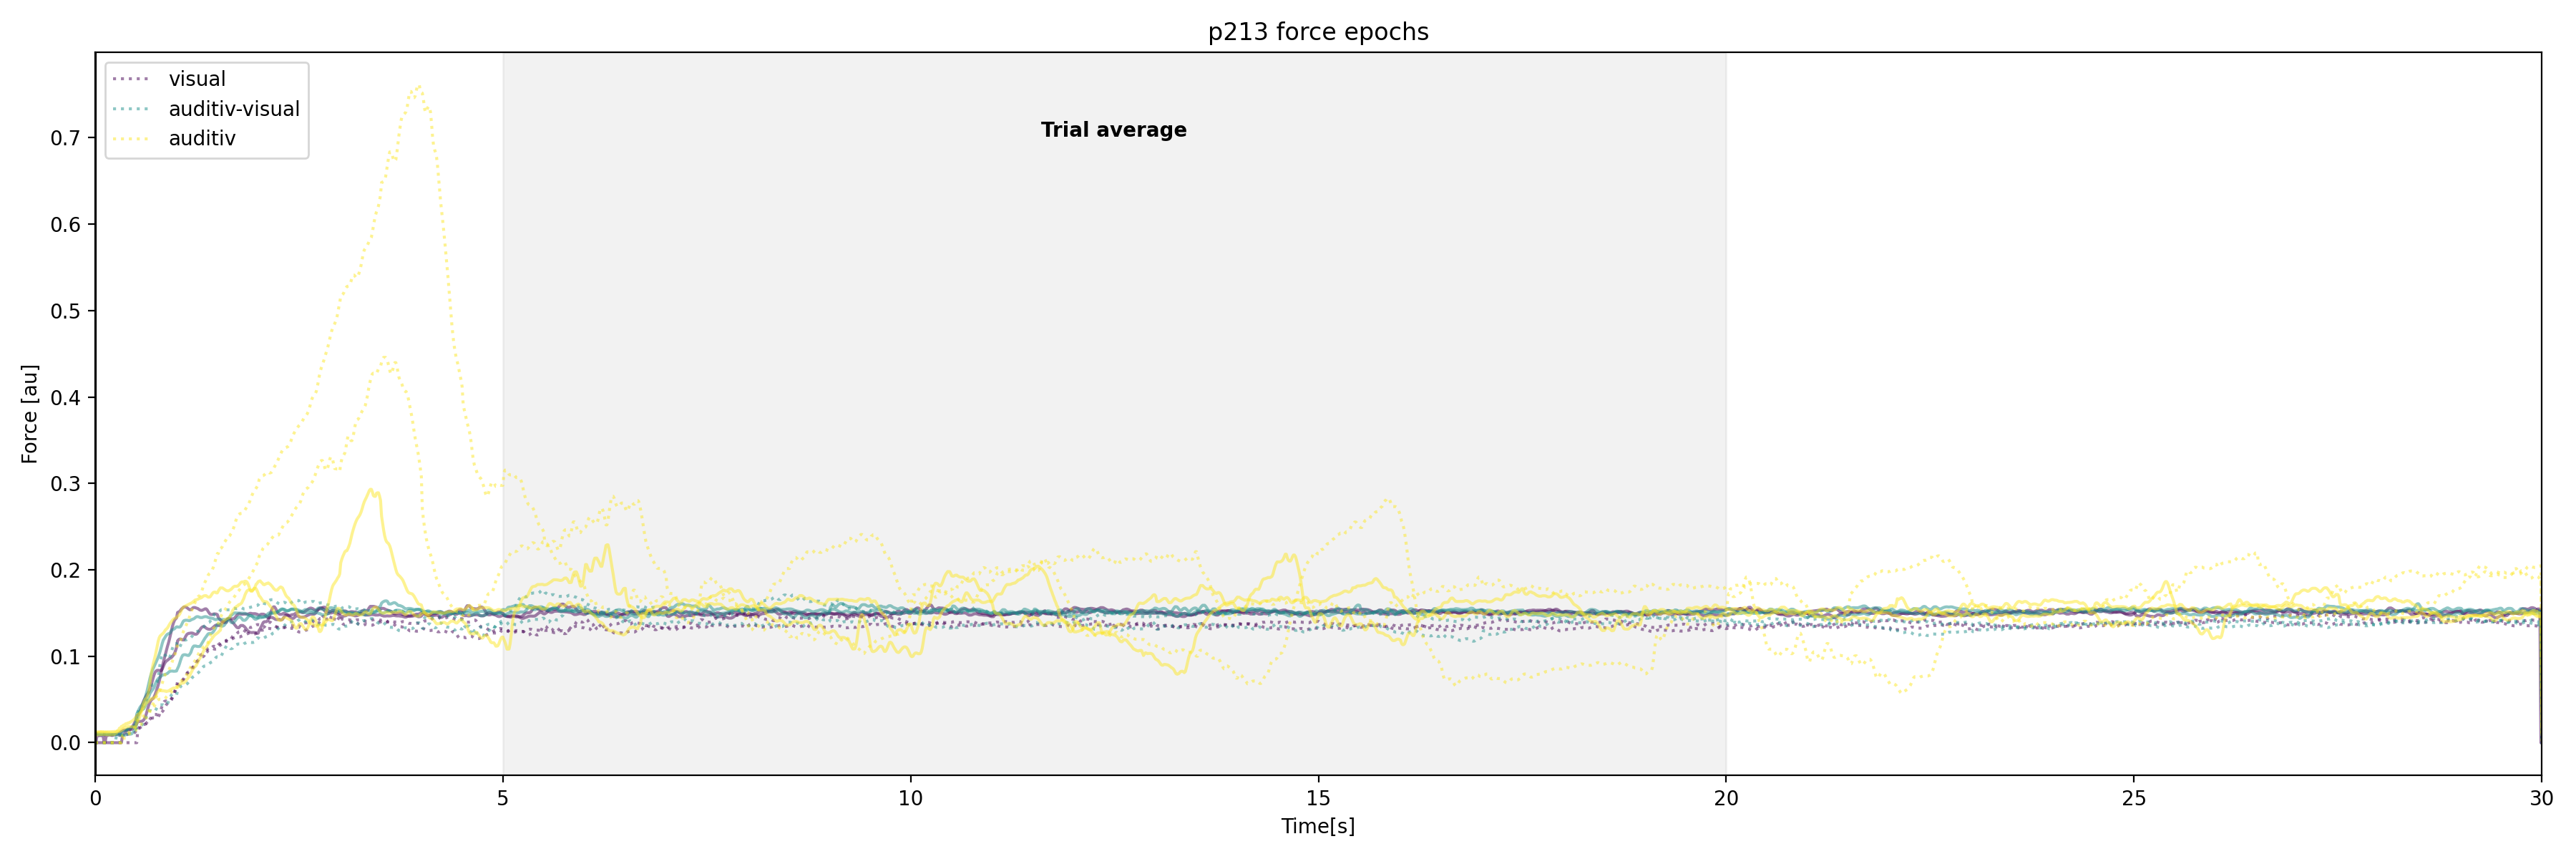 p213 force epochs
visual
auditiv-visual
auditiv
Trial average
0.7
0.6
0.5
0.4
0.3
0.2
0.1
0.0
Force [au]
0 5 10 15 20 25 30
Time[s]